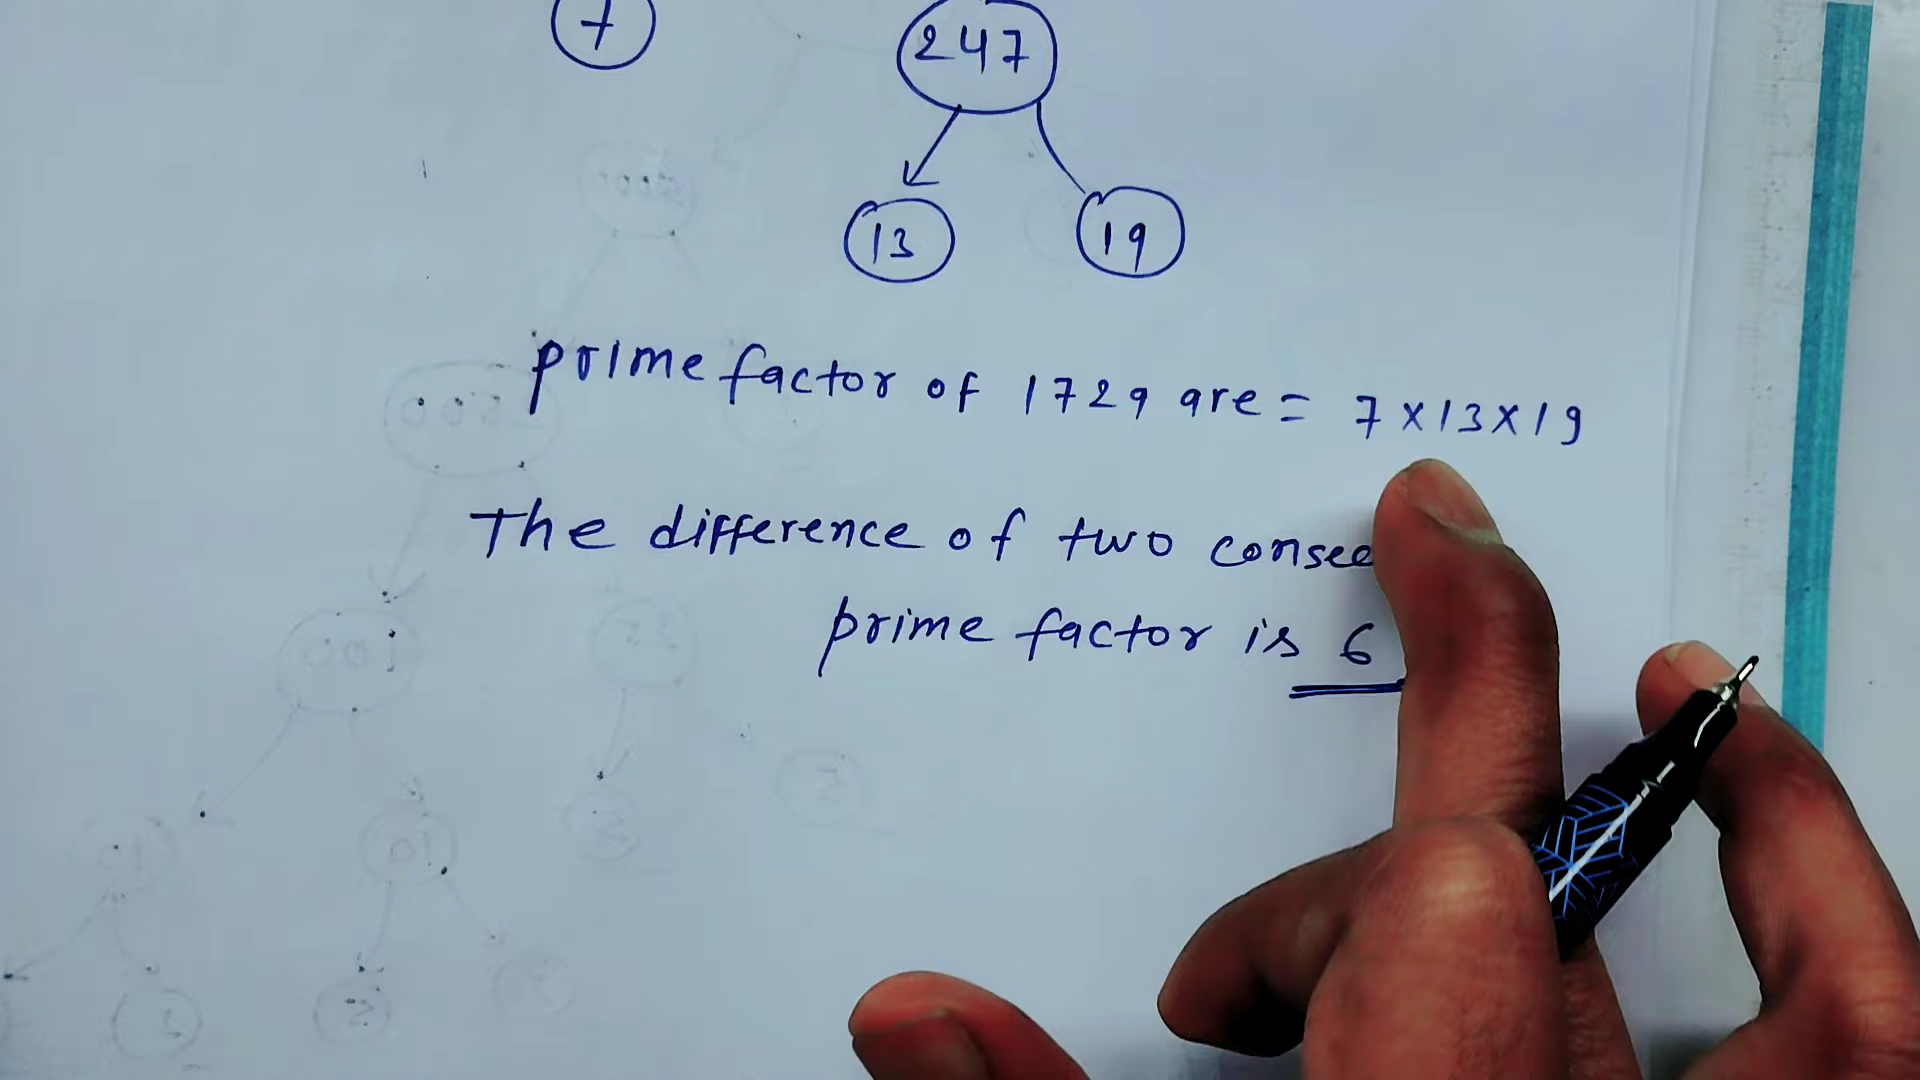 7
247
13 19
prime factor of 1729 are = 7 x 13 x 19
The difference of two consec
prime factor is 6